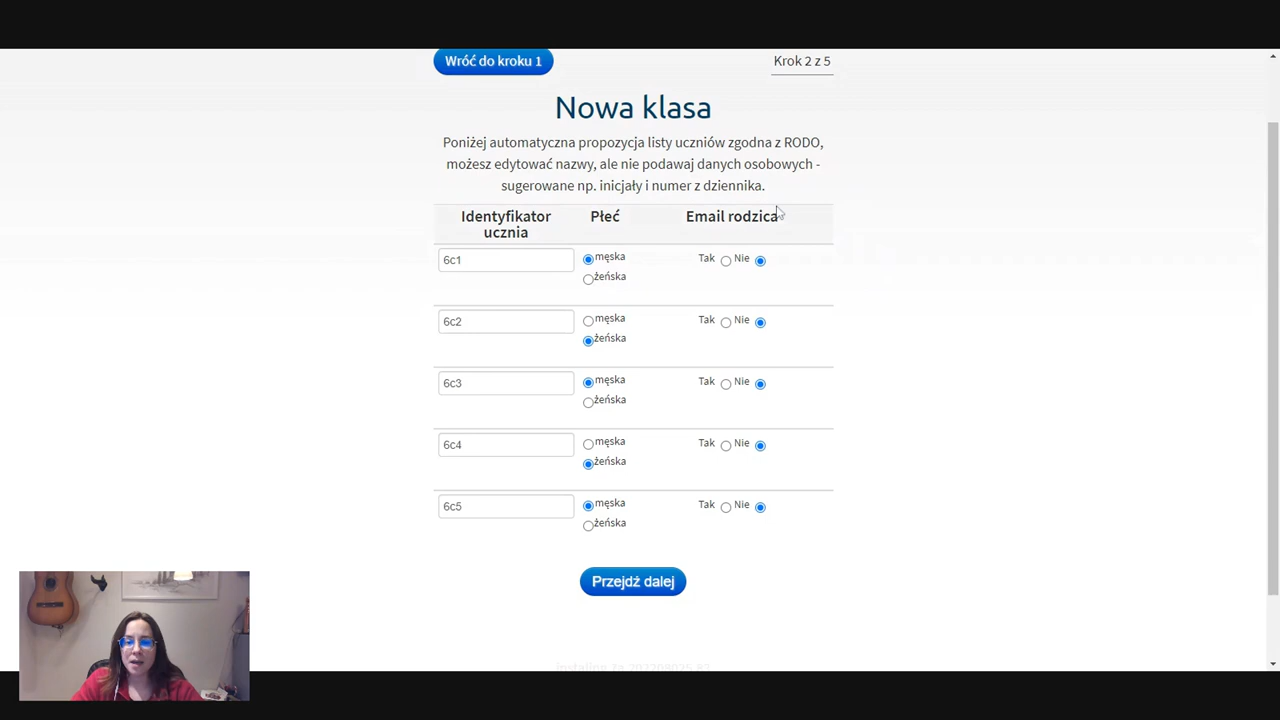 Wróć do kroku 1
Krok 2 z 5
Nowa klasa
Poniżej automatyczna propozycja listy uczniów zgodna z RODO,
możesz edytować nazwy, ale nie podawaj danych osobowych -
sugerowane np. inicjały i numer z dziennika.
Identyfikator ucznia
Płeć
Email rodzica
6c1
męska
żeńska
Tak Nie
6c2
męska
żeńska
Tak Nie
6c3
męska
żeńska
Tak Nie
6c4
męska
żeńska
Tak Nie
6c5
męska
żeńska
Tak Nie
Przejdź dalej